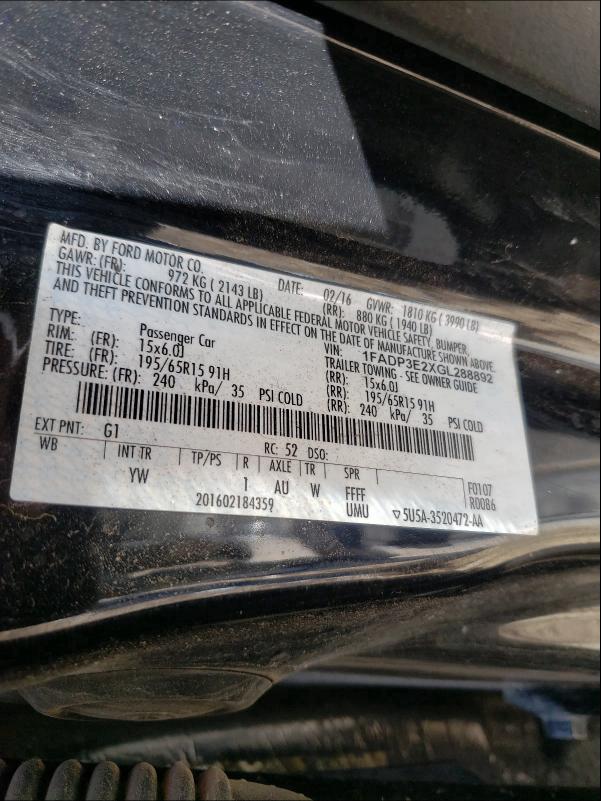 MFD. BY FORD MOTOR CO.
DATE: 02/16 GVWR: 1810 KG ( 3990 LB)
GAWR: (FR): 972 KG ( 2143 LB) (RR): 880 KG ( 1940 LB)
THIS VEHICLE CONFORMS TO ALL APPLICABLE FEDERAL MOTOR VEHICLE SAFETY, BUMPER,
AND THEFT PREVENTION STANDARDS IN EFFECT ON THE DATE OF MANUFACTURE SHOWN ABOVE.
VIN: 1FADP3E2XGL288892
TYPE: Passenger Car TRAILER TOWING - SEE OWNER GUIDE
RIM: (FR): 15x6.0J (RR): 15x6.0J
TIRE: (FR): 195/65R15 91H (RR): 195/65R15 91H
PRESSURE: (FR): 240 kPa/ 35 PSI COLD (RR): 240 kPa/ 35 PSI COLD
EXT PNT: G1 RC: 52 DSO:
WB INT TR TP/PS R AXLE TR SPR F0107
YW 1 AU W FFFF R0086
201602184359 UMU ▽5U5A-3520472-AA